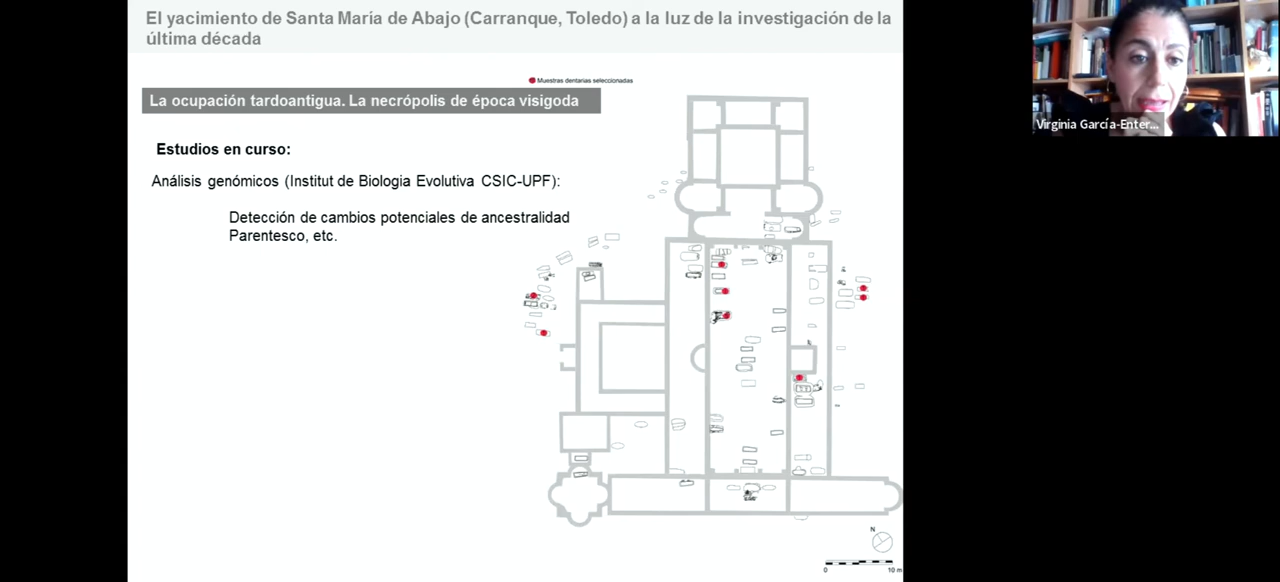 El yacimiento de Santa María de Abajo (Carranque, Toledo) a la luz de la investigación de la
última década
Muestras dentarias seleccionadas
La ocupación tardoantigua. La necrópolis de época visigoda
Estudios en curso:
Análisis genómicos (Institut de Biologia Evolutiva CSIC-UPF):
Detección de cambios potenciales de ancestralidad
Parentesco, etc.
Virginia García-Enter...
N
0 10 m